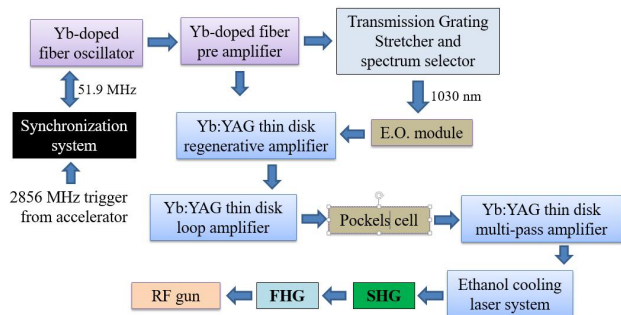 Yb-doped
fiber oscillator
Yb-doped fiber
pre amplifier
Transmission Grating
Stretcher and
spectrum selector
51.9 MHz
1030 nm
Synchronization
system
Yb:YAG thin disk
regenerative amplifier
E.O. module
2856 MHz trigger
from accelerator
Yb:YAG thin disk
loop amplifier
Pockels cell
Yb:YAG thin disk
multi-pass amplifier
RF gun
FHG
SHG
Ethanol cooling
laser system